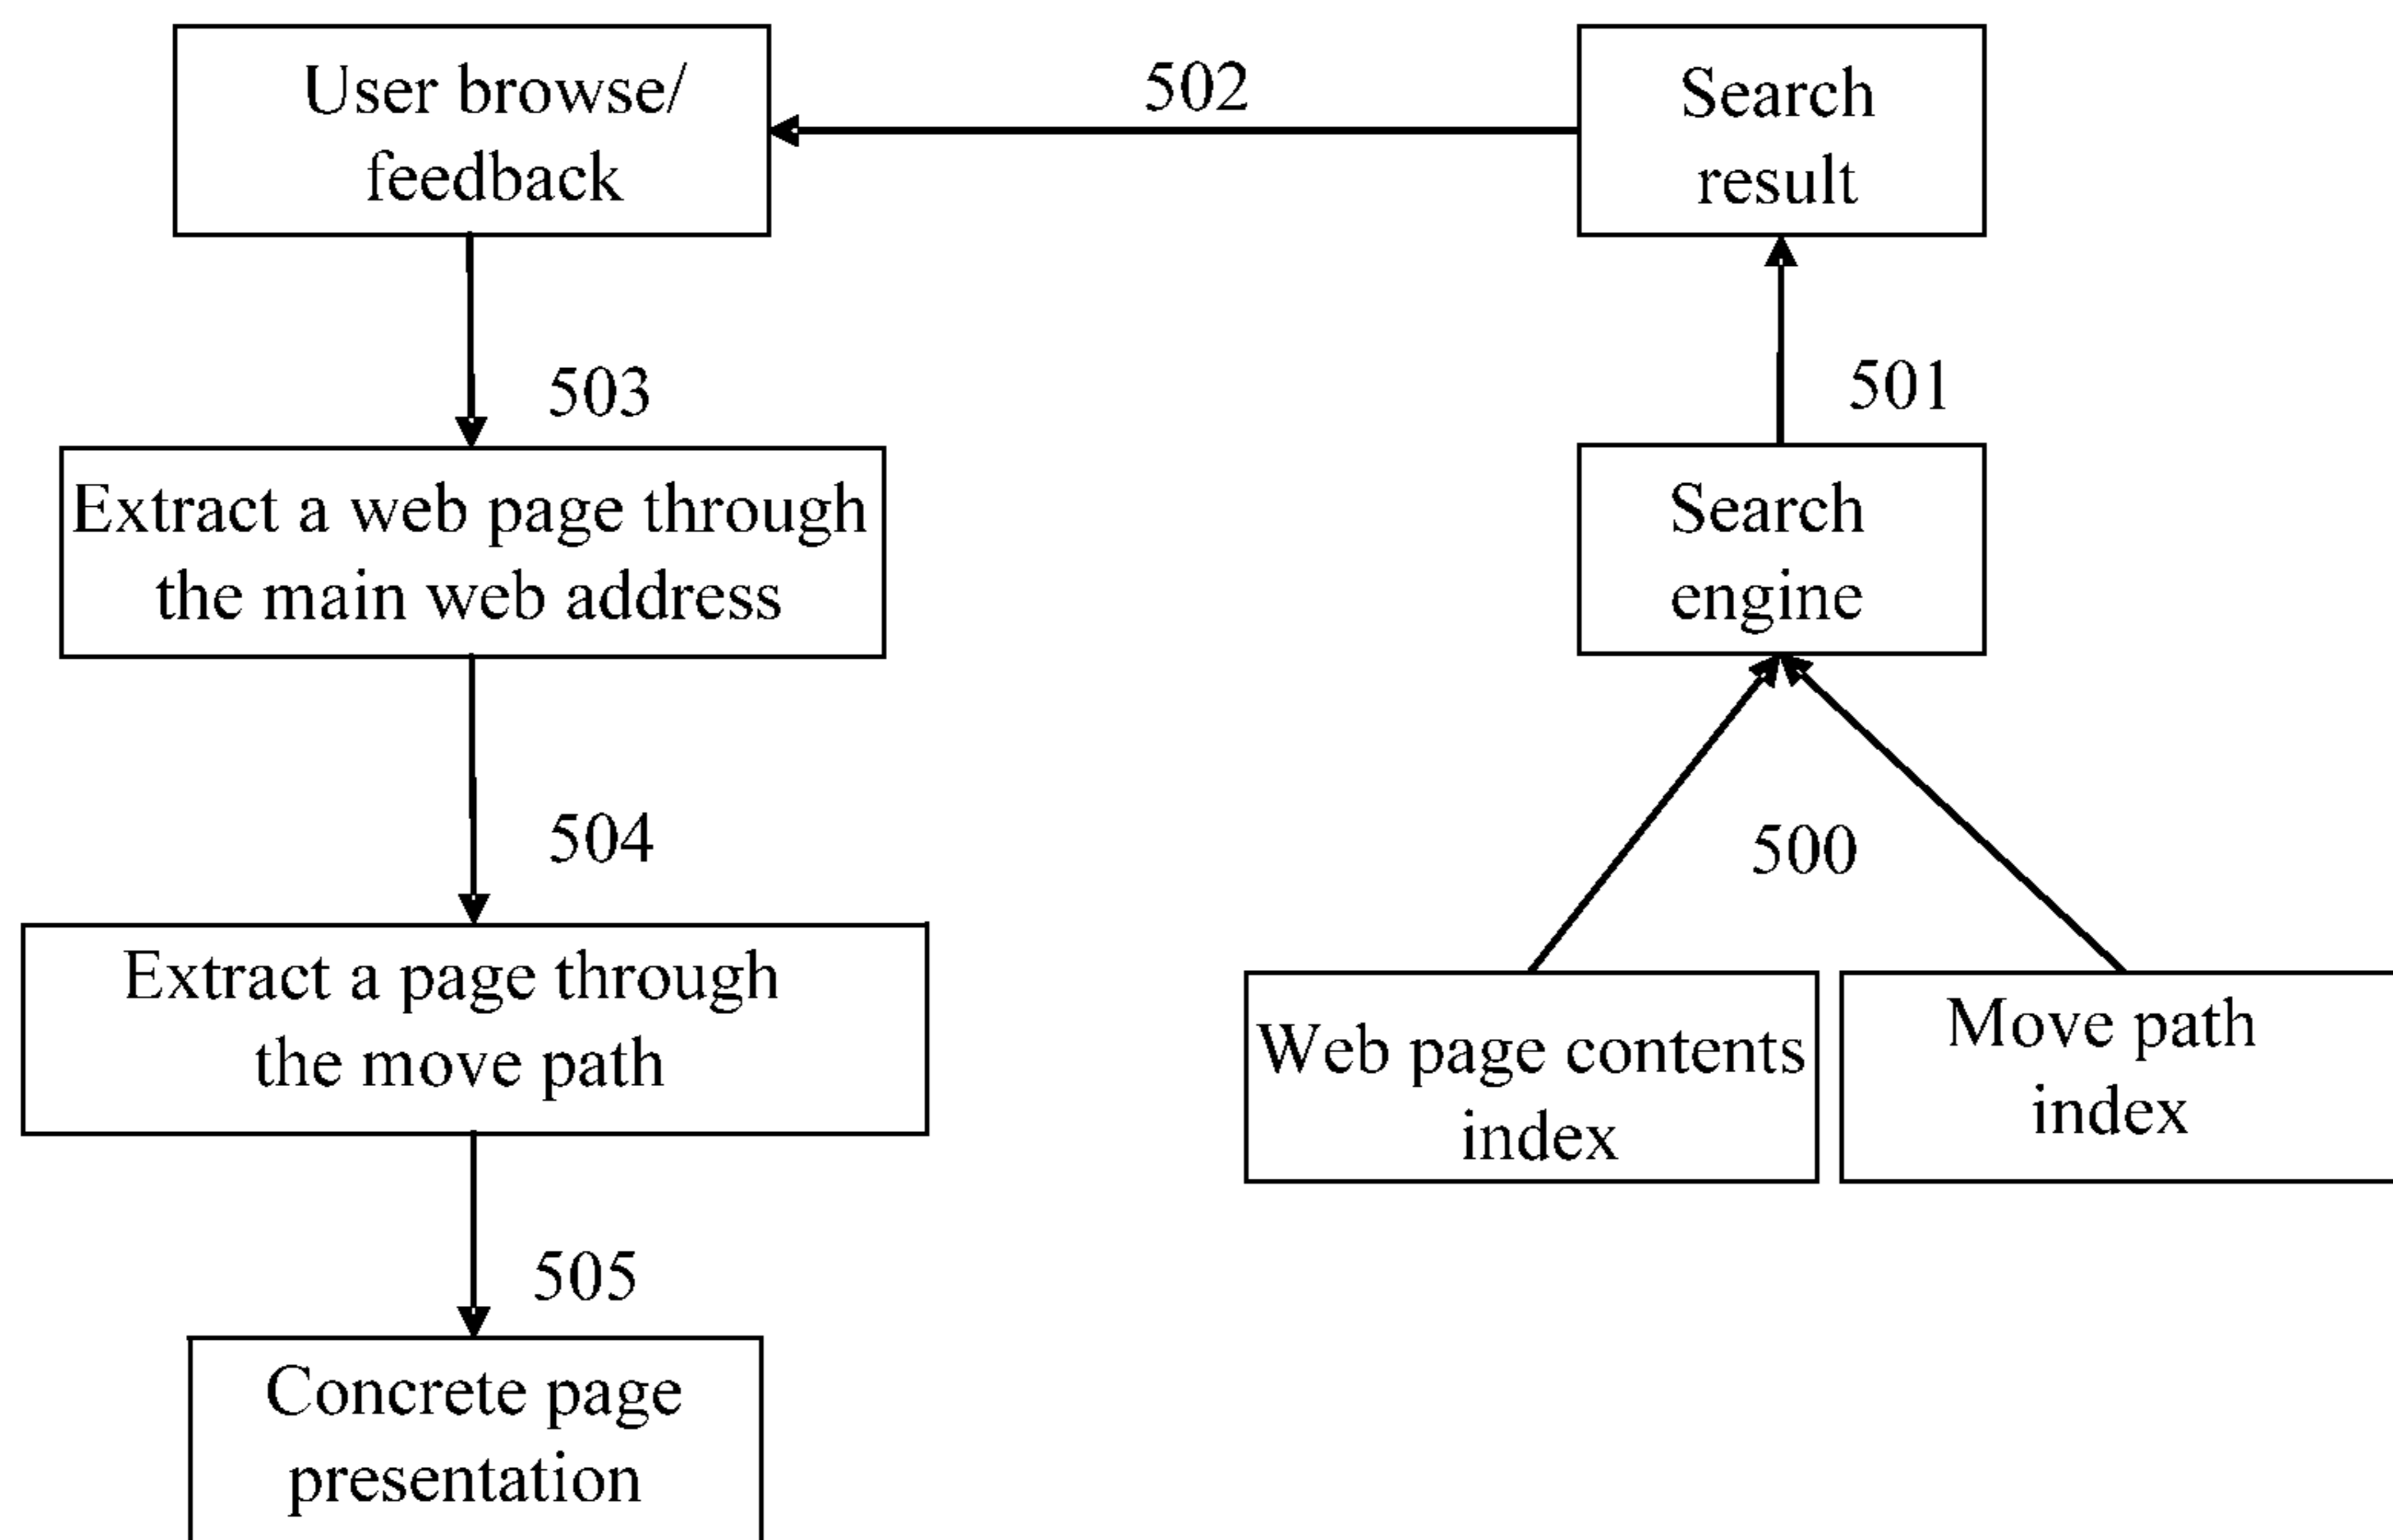 User browse/
feedback
502
Search
result
503
501
Extract a web page through
the main web address
Search
engine
504
500
Extract a page through
the move path
Web page contents
index
Move path
index
505
Concrete page
presentation